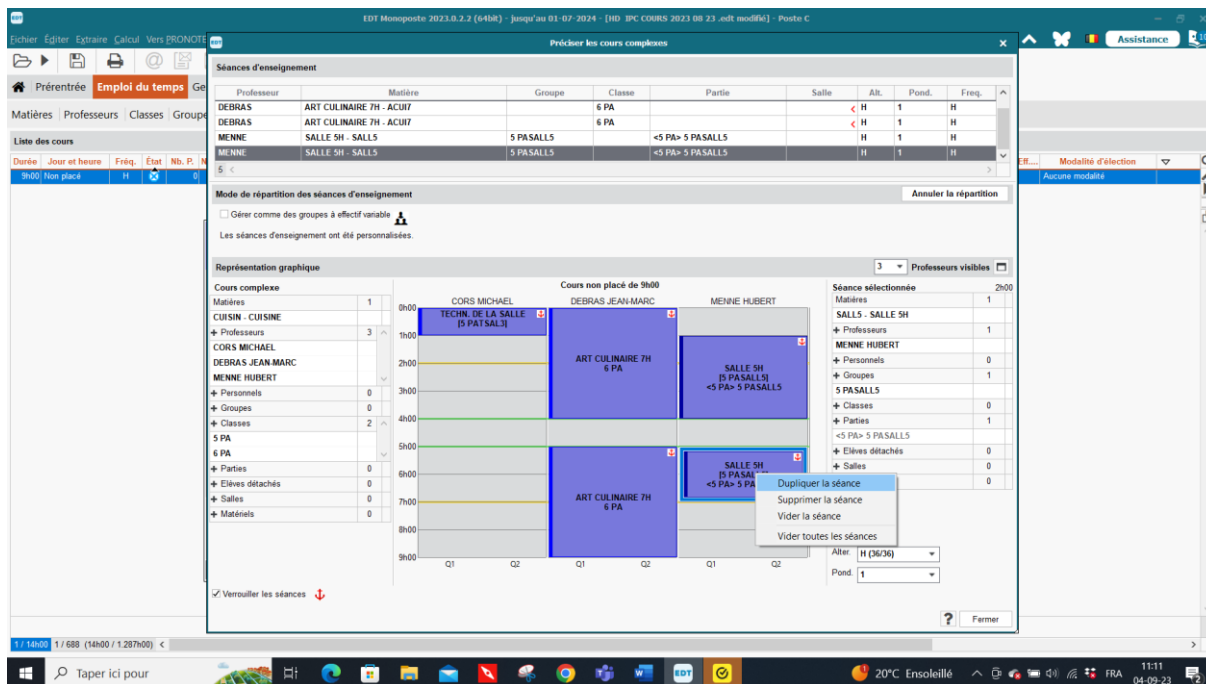 EDT Monoposte 2023.0.2.2 (64bit) - jusqu'au 01-07-2024 - [HD IPC COURS 2023 08 23 .edt modifié] - Poste C
Fichier Éditer Extraire Calcul Vers PRONOTE
Préciser les cours complexes
Assistance
Prérentrée Emploi du temps Ge
Matières Professeurs Classes Groupe
Liste des cours
Durée Jour et heure Fréq. État Nb. P. N
9h00 Non placé H 0
Eff.... Modalité d'élection
Aucune modalité
Séances d'enseignement
Professeur Matière Groupe Classe Partie Salle Alt. Pond. Freq.
DEBRAS ART CULINAIRE 7H - ACUI7 6 PA H 1 H
DEBRAS ART CULINAIRE 7H - ACUI7 6 PA H 1 H
MENNE SALLE 5H - SALL5 5 PASALL5 <5 PA> 5 PASALL5 H 1 H
MENNE SALLE 5H - SALL5 5 PASALL5 <5 PA> 5 PASALL5 H 1 H
5 < >
Mode de répartition des séances d'enseignement
Annuler la répartition
Gérer comme des groupes à effectif variable
Les séances d'enseignement ont été personnalisées.
Représentation graphique
3 Professeurs visibles
Cours complexe
Matières 1
CUISIN - CUISINE
+ Professeurs 3
CORS MICHAEL
DEBRAS JEAN-MARC
MENNE HUBERT
+ Personnels 0
+ Groupes 0
+ Classes 2
5 PA
6 PA
+ Parties 0
+ Elèves détachés 0
+ Salles 0
+ Matériels 0
Cours non placé de 9h00
CORS MICHAEL DEBRAS JEAN-MARC MENNE HUBERT
0h00
1h00
2h00
3h00
4h00
5h00
6h00
7h00
8h00
9h00
TECHN. DE LA SALLE
[5 PATSAL3]
ART CULINAIRE 7H
6 PA
SALLE 5H
[5 PASALL5]
<5 PA> 5 PASALL5
ART CULINAIRE 7H
6 PA
SALLE 5H
[5 PASAL
<5 PA> 5 PA
Q1 Q2 Q1 Q2 Q1 Q2
Dupliquer la séance
Supprimer la séance
Vider la séance
Vider toutes les séances
Séance sélectionnée 2h00
Matières 1
SALL5 - SALLE 5H
+ Professeurs 1
MENNE HUBERT
+ Personnels 0
+ Groupes 1
5 PASALL5
+ Classes 0
+ Parties 1
<5 PA> 5 PASALL5
+ Elèves détachés 0
+ Salles 0
0
Alter. H (36/36)
Pond. 1
Verrouiller les séances
? Fermer
1 / 14h00 1 / 688 (14h00 / 1.287h00) <
Taper ici pour
EDT
20°C Ensoleillé
FRA
11:11
04-09-23